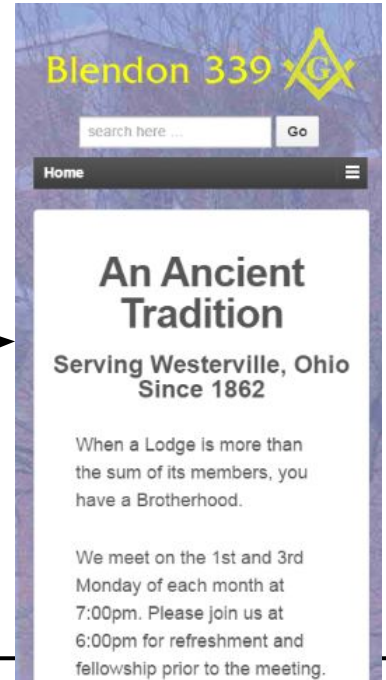 Blendon 339 G
search here ... Go
Home
An Ancient
Tradition
Serving Westerville, Ohio
Since 1862
When a Lodge is more than
the sum of its members, you
have a Brotherhood.
We meet on the 1st and 3rd
Monday of each month at
7:00pm. Please join us at
6:00pm for refreshment and
fellowship prior to the meeting.